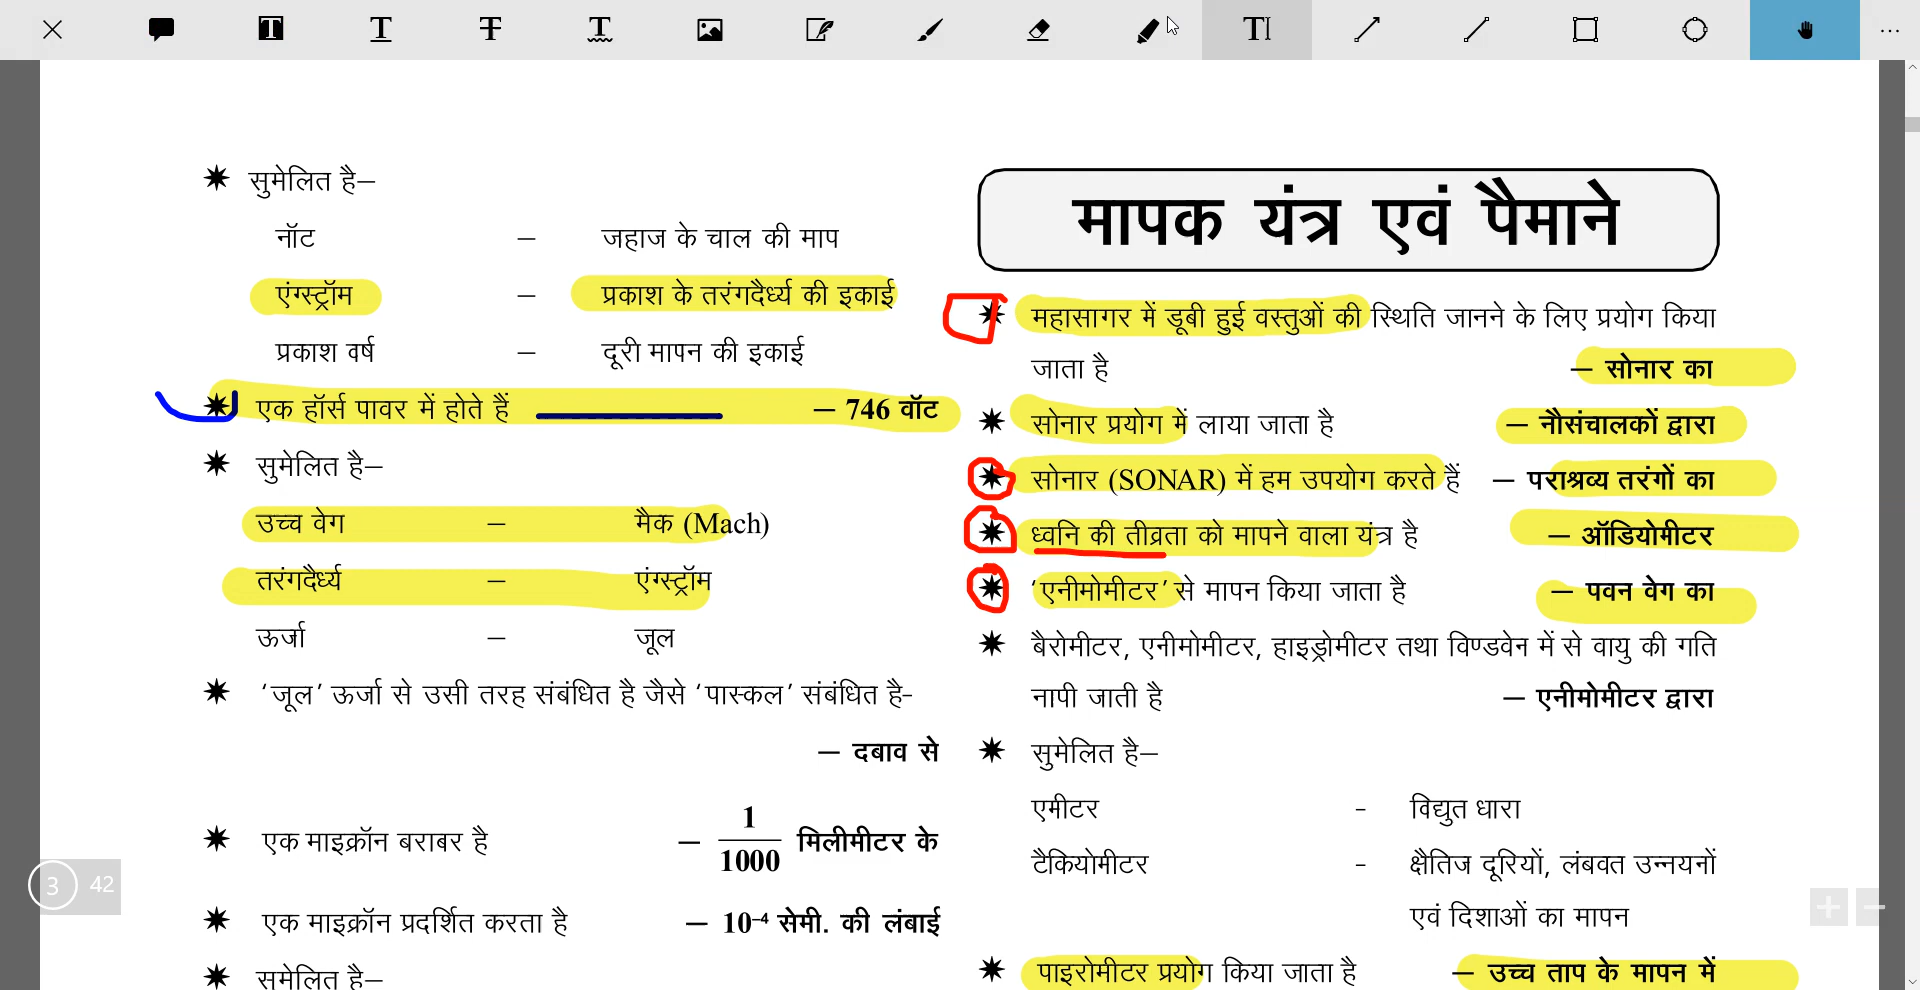 सुमेलित है–
नॉट – जहाज के चाल की माप
एंग्स्ट्रॉम – प्रकाश के तरंगदैर्ध्य की इकाई
प्रकाश वर्ष – दूरी मापन की इकाई
एक हॉर्स पावर में होते हैं – 746 वॉट
सुमेलित है–
उच्च वेग – मैक (Mach)
तरंगदैर्ध्य – एंग्स्ट्रॉम
ऊर्जा – जूल
‘जूल’ ऊर्जा से उसी तरह संबंधित है जैसे ‘पास्कल’ संबंधित है-
– दबाव से
एक माइक्रॉन बराबर है – 1/1000 मिलीमीटर के
एक माइक्रॉन प्रदर्शित करता है – 10⁻⁴ सेमी. की लंबाई
सुमेलित है–
मापक यंत्र एवं पैमाने
महासागर में डूबी हुई वस्तुओं की स्थिति जानने के लिए प्रयोग किया
जाता है – सोनार का
सोनार प्रयोग में लाया जाता है – नौसंचालकों द्वारा
सोनार (SONAR) में हम उपयोग करते हैं – पराश्रव्य तरंगों का
ध्वनि की तीव्रता को मापने वाला यंत्र है – ऑडियोमीटर
‘एनीमोमीटर’ से मापन किया जाता है – पवन वेग का
बैरोमीटर, एनीमोमीटर, हाइड्रोमीटर तथा विण्डवेन में से वायु की गति
नापी जाती है – एनीमोमीटर द्वारा
सुमेलित है–
एमीटर - विद्युत धारा
टैकियोमीटर - क्षैतिज दूरियों, लंबवत उन्नयनों
एवं दिशाओं का मापन
पाइरोमीटर प्रयोग किया जाता है – उच्च ताप के मापन में
3 42